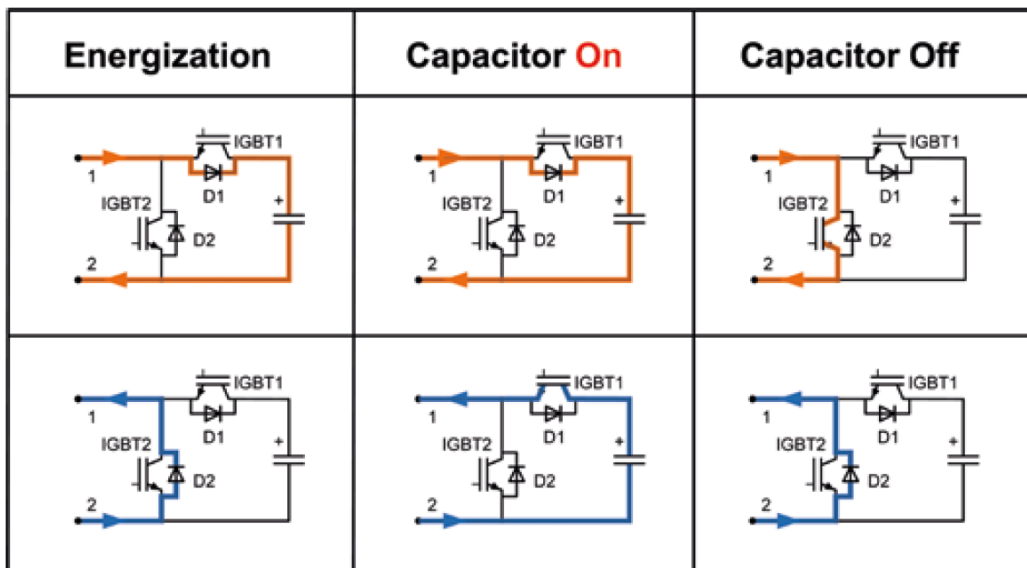 Energization
Capacitor On
Capacitor Off
IGBT1
1
D1
+
IGBT2
D2
2
IGBT1
1
D1
+
IGBT2
D2
2
IGBT1
1
D1
+
IGBT2
D2
2
IGBT1
1
D1
+
IGBT2
D2
2
IGBT1
1
D1
+
IGBT2
D2
2
IGBT1
1
D1
+
IGBT2
D2
2